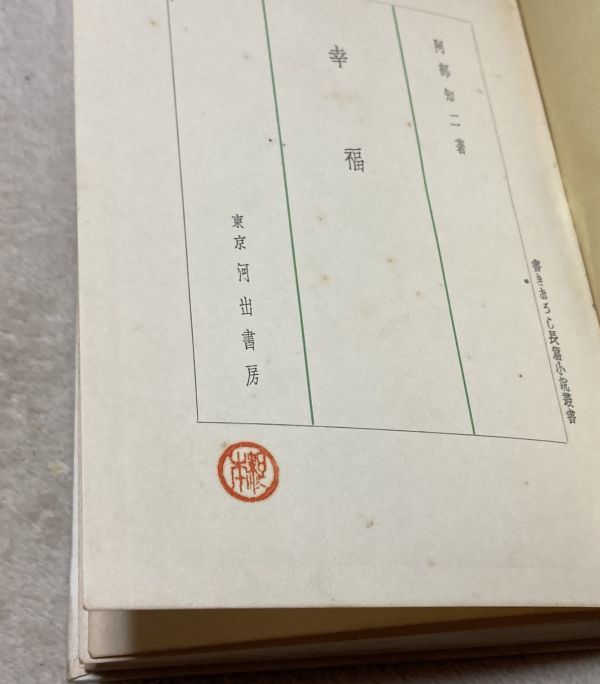 書きおろし長篇小説叢書
阿部知二著
幸福
東京河出書房